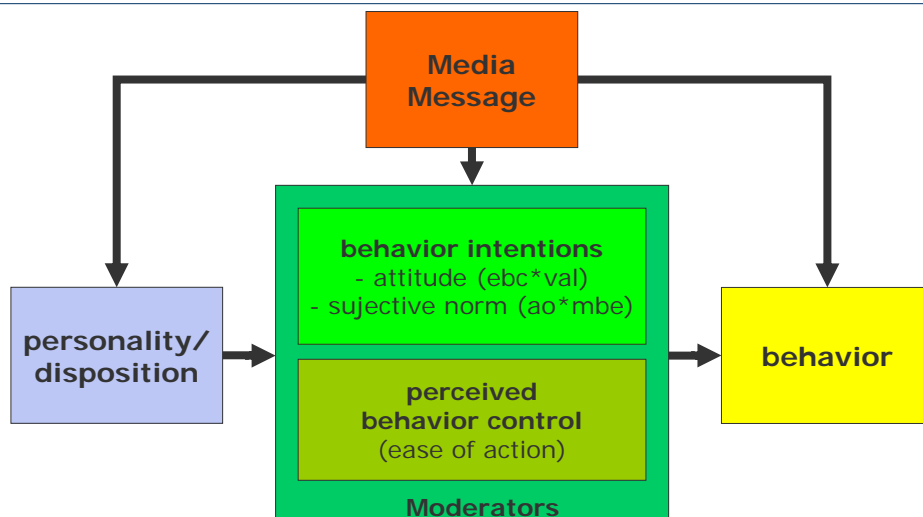 Media
Message
behavior intentions
- attitude (ebc*val)
- sujective norm (ao*mbe)
personality/
disposition
perceived
behavior control
(ease of action)
behavior
Moderators